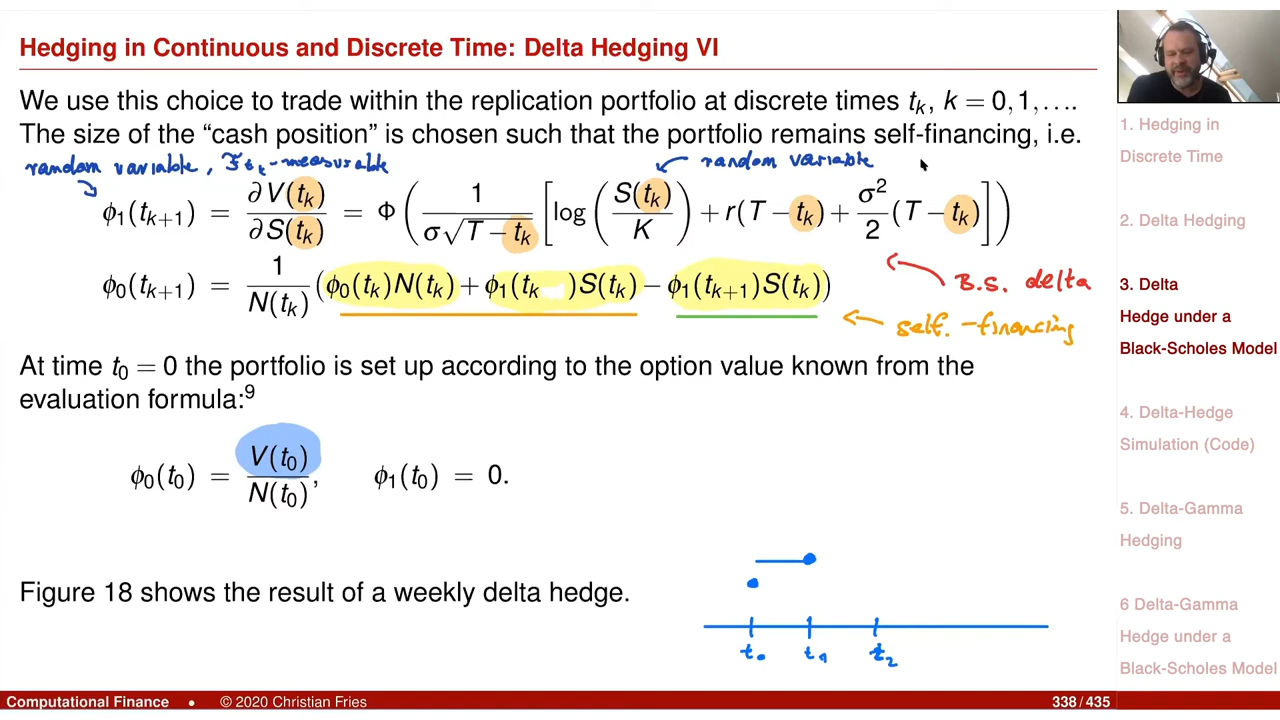 Hedging in Continuous and Discrete Time: Delta Hedging VI
We use this choice to trade within the replication portfolio at discrete times tₖ, k = 0,1,….
The size of the “cash position” is chosen such that the portfolio remains self-financing, i.e.
random variable, ℱtₖ-measurable
random variable
ϕ₁(tₖ₊₁) = ∂V(tₖ)/∂S(tₖ) = Φ( 1/(σ√(T−tₖ)) [ log( S(tₖ)/K ) + r(T−tₖ) + σ²/2 (T−tₖ) ] )
ϕ₀(tₖ₊₁) = 1/N(tₖ) (ϕ₀(tₖ)N(tₖ) + ϕ₁(tₖ )S(tₖ) − ϕ₁(tₖ₊₁)S(tₖ))
B.S. delta
self.-financing
At time t₀ = 0 the portfolio is set up according to the option value known from the
evaluation formula:⁹
ϕ₀(t₀) = V(t₀)/N(t₀), ϕ₁(t₀) = 0.
Figure 18 shows the result of a weekly delta hedge.
t₀ t₁ t₂
1. Hedging in
Discrete Time
2. Delta Hedging
3. Delta
Hedge under a
Black-Scholes Model
4. Delta-Hedge
Simulation (Code)
5. Delta-Gamma
Hedging
6 Delta-Gamma
Hedge under a
Black-Scholes Model
Computational Finance • © 2020 Christian Fries 338 / 435